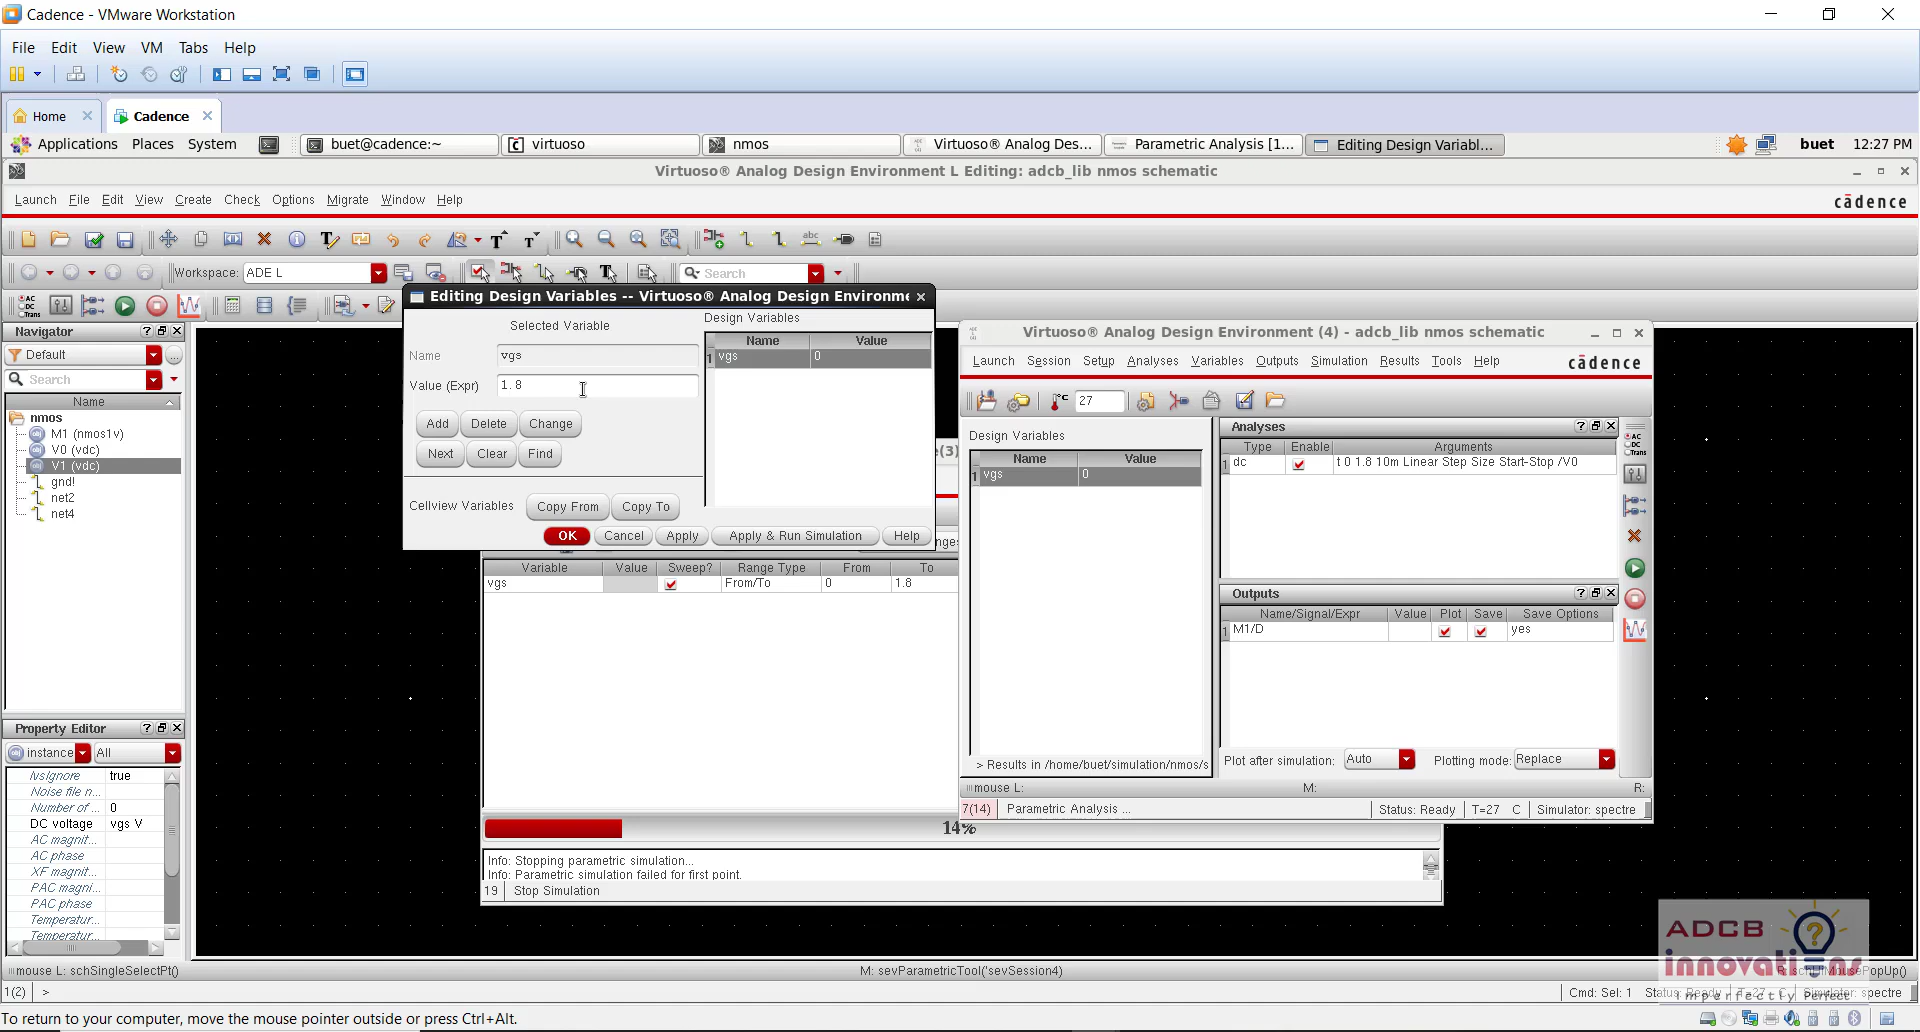 Cadence - VMware Workstation
File Edit View VM Tabs Help
Home
Cadence
Applications Places System
buet@cadence:~
virtuoso
nmos
Virtuoso® Analog Des...
Parametric Analysis [1...
Editing Design Variabl...
buet 12:27 PM
Virtuoso® Analog Design Environment L Editing: adcb_lib nmos schematic
Launch File Edit View Create Check Options Migrate Window Help
cādence
Workspace: ADE L
Search
Navigator
Default
Search
Name
nmos
M1 (nmos1v)
V0 (vdc)
V1 (vdc)
gnd!
net2
net4
Property Editor
instance All
lvsIgnore true
Noise file n...
Number of ... 0
DC voltage vgs V
AC magnit...
AC phase
XF magnit...
PAC magni...
PAC phase
Temperatur...
Temperatur...
Editing Design Variables -- Virtuoso® Analog Design Environme
Selected Variable
Name vgs
Value (Expr) 1.8
Add Delete Change
Next Clear Find
Cellview Variables Copy From Copy To
Design Variables
Name Value
1 vgs 0
OK Cancel Apply Apply & Run Simulation Help
(3)
nges
Variable Value Sweep? Range Type From To
vgs From/To 0 1.8
14%
Info: Stopping parametric simulation...
Info: Parametric simulation failed for first point.
19 Stop Simulation
Virtuoso® Analog Design Environment (4) - adcb_lib nmos schematic
Launch Session Setup Analyses Variables Outputs Simulation Results Tools Help
cādence
27
Design Variables
Name Value
1 vgs 0
> Results in /home/buet/simulation/nmos/s
Analyses
Type Enable Arguments
1 dc t 0 1.8 10m Linear Step Size Start-Stop /V0
AC
DC
Trans
Outputs
Name/Signal/Expr Value Plot Save Save Options
1 M1/D yes
Plot after simulation: Auto Plotting mode: Replace
mouse L: M: R:
7(14) Parametric Analysis ... Status: Ready T=27 C Simulator: spectre
ADCB
innovations
Imperfectly Perfect
mouse L: schSingleSelectPt() M: sevParametricTool('sevSession4)
1(2) > Cmd: Sel: 1
To return to your computer, move the mouse pointer outside or press Ctrl+Alt.